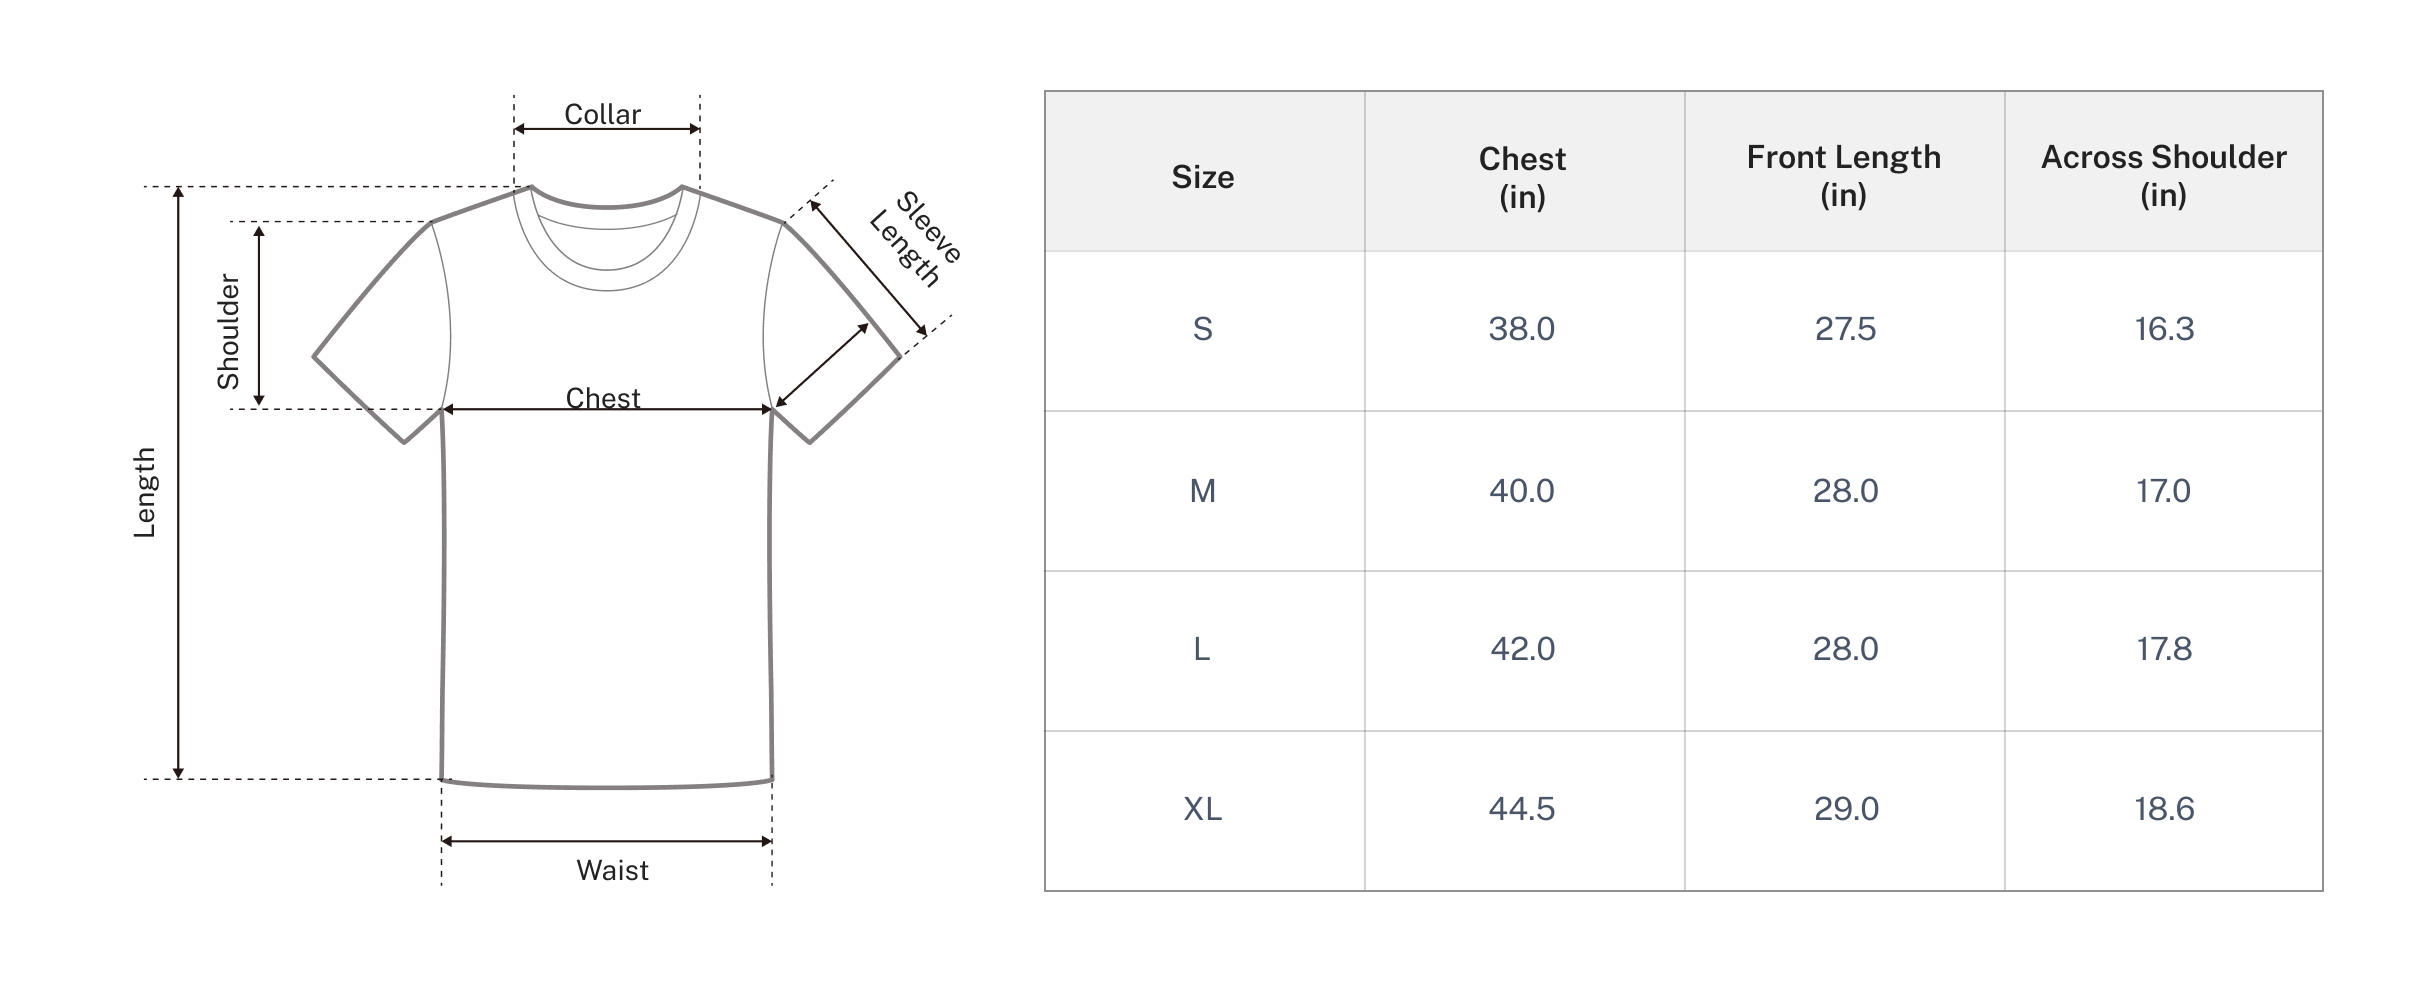 Collar
Sleeve
Length
Shoulder
Chest
Length
Waist
Size
Chest
(in)
Front Length
(in)
Across Shoulder
(in)
S
38.0
27.5
16.3
M
40.0
28.0
17.0
L
42.0
28.0
17.8
XL
44.5
29.0
18.6